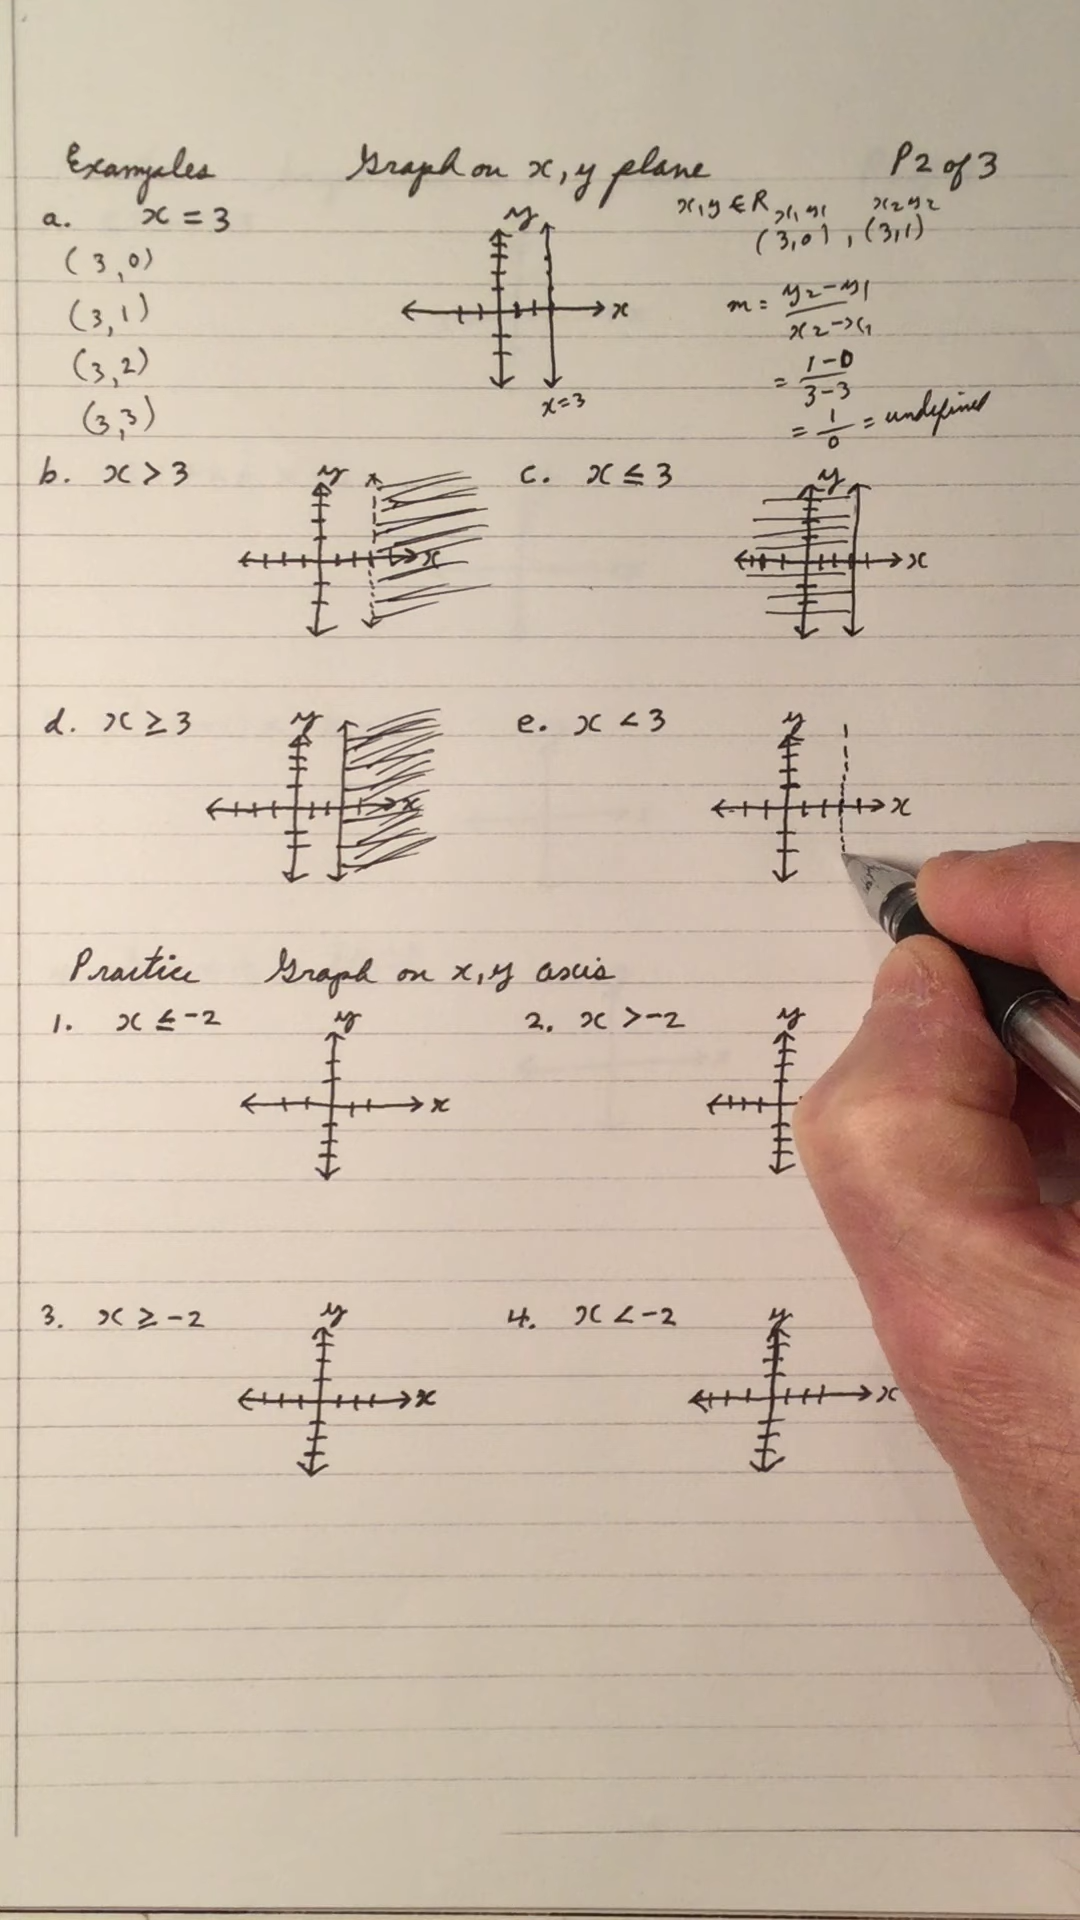 Examples Graph on x, y plane P2 of 3
a. x = 3 y x, y ∈ R x₁ y₁ x₂ y₂
(3,0) (3,0), (3,1)
(3,1) x m = y₂-y₁ / x₂-x₁
(3,2) = 1-0 / 3-3
(3,3) x=3 = 1/0 = undefined
b. x > 3 y x c. x ≤ 3 y x
d. x ≥ 3 y x e. x < 3 y x
Practice Graph on x, y axis
1. x ≤ -2 y x 2. x > -2 y
3. x ≥ -2 y x 4. x < -2 y x